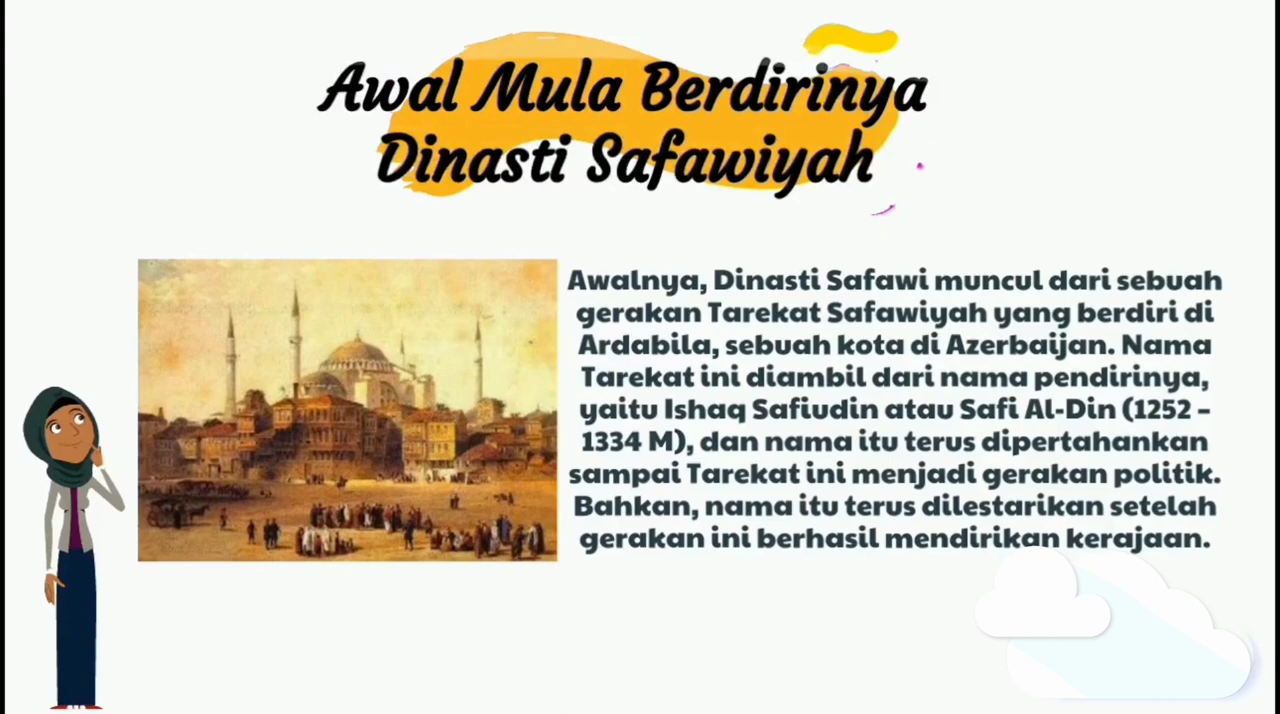 Awal Mula Berdirinya
Dinasti Safawiyah
Awalnya, Dinasti Safawi muncul dari sebuah
gerakan Tarekat Safawiyah yang berdiri di
Ardabila, sebuah kota di Azerbaijan. Nama
Tarekat ini diambil dari nama pendirinya,
yaitu Ishaq Safiudin atau Safi Al-Din (1252 –
1334 M), dan nama itu terus dipertahankan
sampai Tarekat ini menjadi gerakan politik.
Bahkan, nama itu terus dilestarikan setelah
gerakan ini berhasil mendirikan kerajaan.